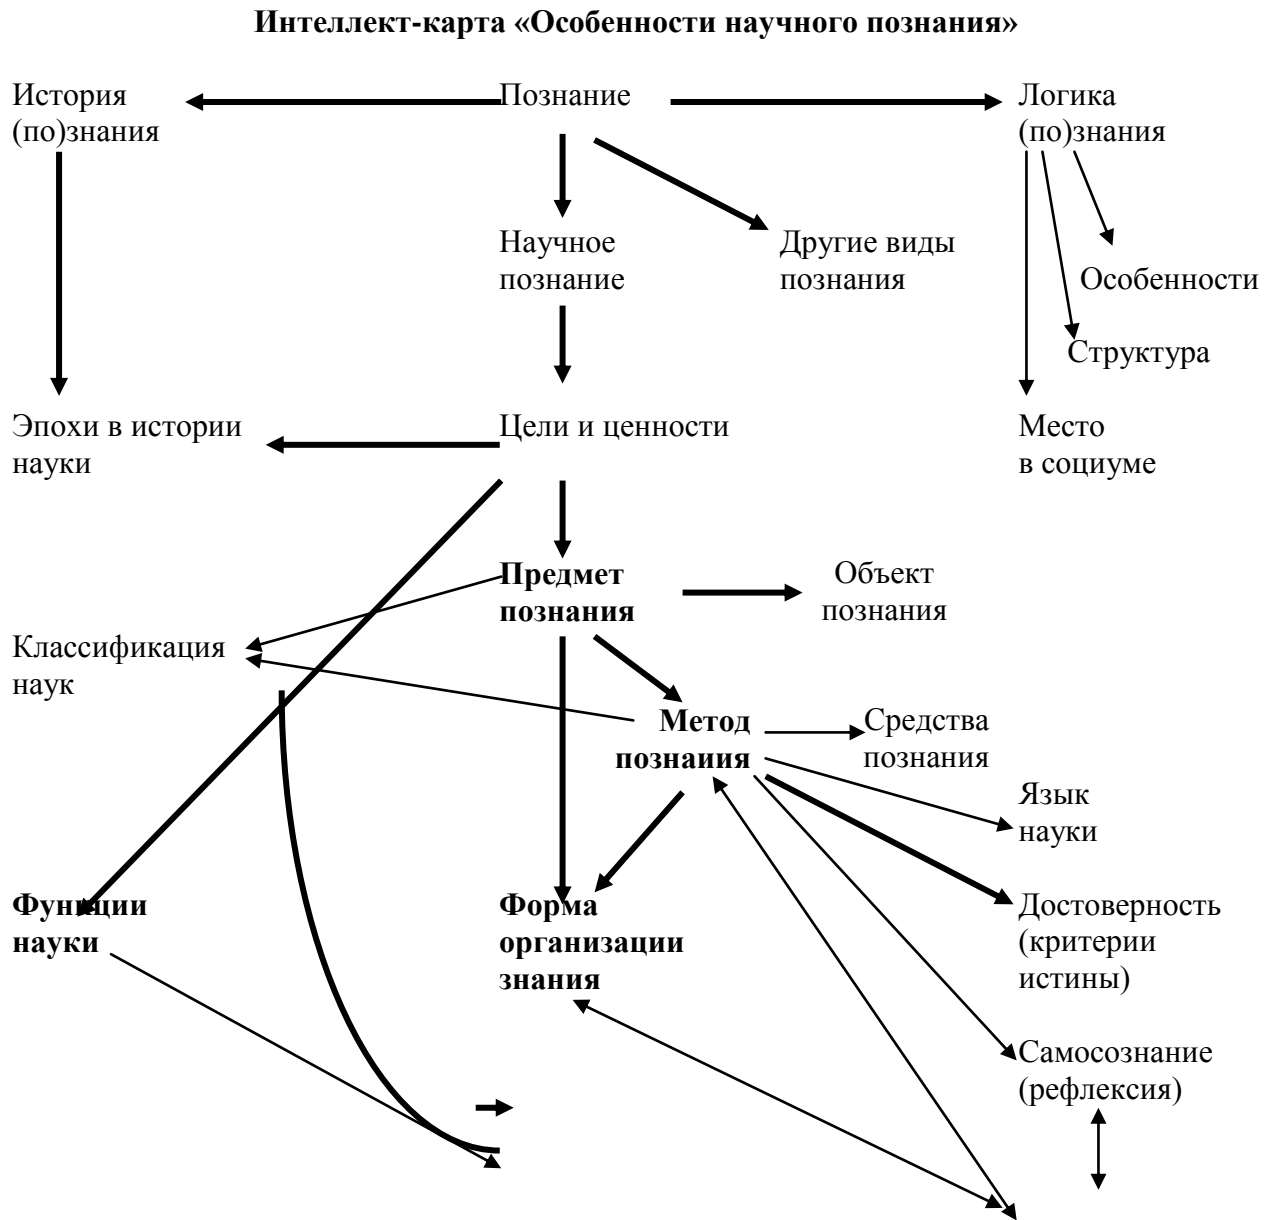 Интеллект-карта «Особенности научного познания»
История
(по)знания
Познание
Логика
(по)знания
Научное
познание
Другие виды
познания
Особенности
Структура
Эпохи в истории
науки
Цели и ценности
Место
в социуме
Предмет
познания
Объект
познания
Классификация
наук
Метод
познаиия
Средства
познания
Язык
науки
Функции
науки
Форма
организации
знания
Достоверность
(критерии
истины)
Самосознание
(рефлексия)